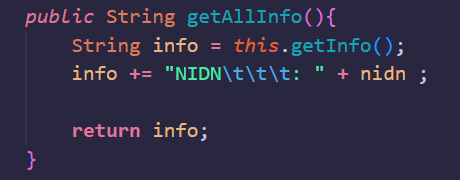 public String getAllInfo(){
    String info = this.getInfo();
    info += "NIDN\t\t\t: " + nidn ;

    return info;
}